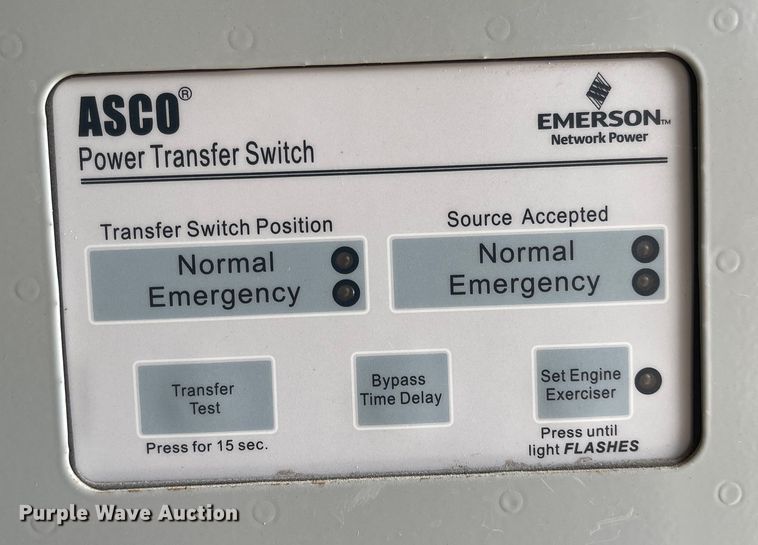 ASCO®
Power Transfer Switch
EMERSON™
Network Power
Transfer Switch Position
Normal
Emergency
Source Accepted
Normal
Emergency
Transfer
Test
Press for 15 sec.
Bypass
Time Delay
Set Engine
Exerciser
Press until
light FLASHES
Purple Wave Auction